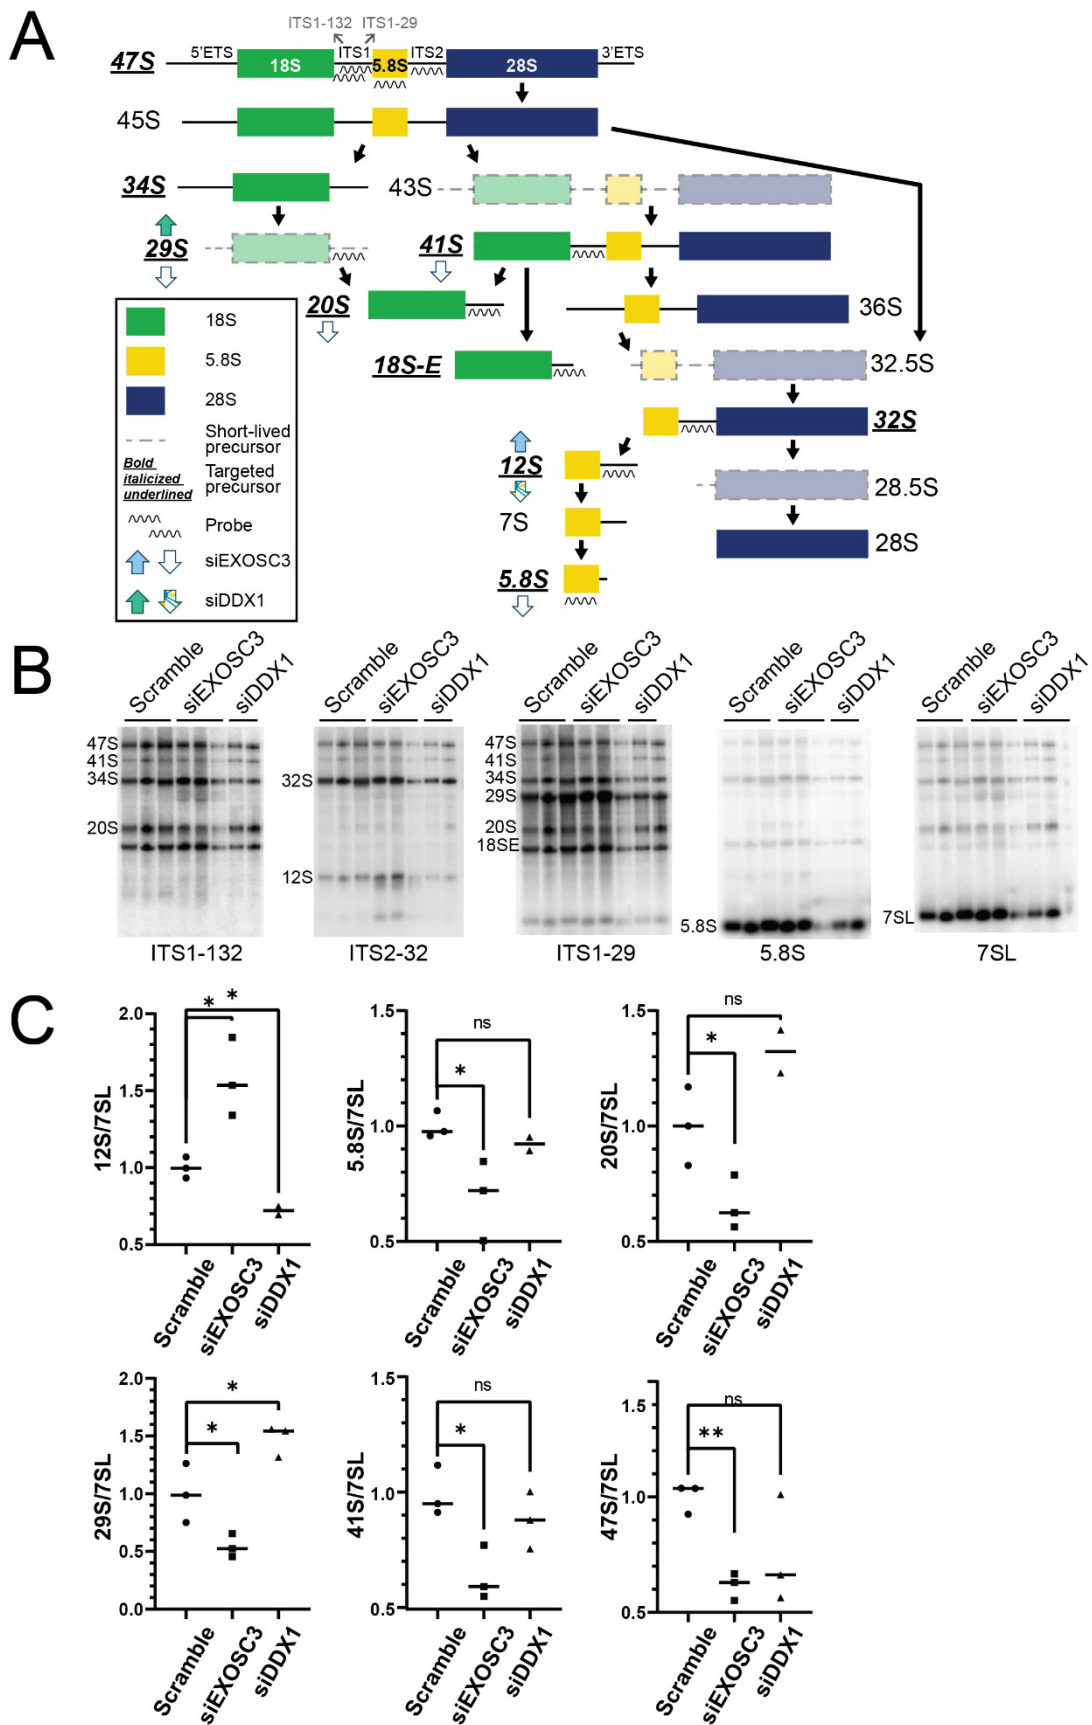 A
ITS1-132
ITS1-29
47S
5'ETS
18S
ITS1
5.8S
ITS2
28S
3'ETS
45S
34S
43S
29S
41S
20S
36S
18S-E
32.5S
32S
12S
28.5S
7S
28S
5.8S
18S
5.8S
28S
Short-lived
precursor
Bold
italicized
underlined
Targeted
precursor
Probe
siEXOSC3
siDDX1
B
Scramble
siEXOSC3
siDDX1
47S
41S
34S
20S
ITS1-132
Scramble
siEXOSC3
siDDX1
32S
12S
ITS2-32
Scramble
siEXOSC3
siDDX1
47S
41S
34S
29S
20S
18SE
ITS1-29
Scramble
siEXOSC3
siDDX1
5.8S
5.8S
Scramble
siEXOSC3
siDDX1
7SL
7SL
C
12S/7SL
2.0
1.5
1.0
0.5
* *
Scramble
siEXOSC3
siDDX1
5.8S/7SL
1.5
1.0
0.5
ns
*
Scramble
siEXOSC3
siDDX1
20S/7SL
1.5
1.0
0.5
ns
*
Scramble
siEXOSC3
siDDX1
29S/7SL
2.0
1.5
1.0
0.5
0.0
*
*
Scramble
siEXOSC3
siDDX1
41S/7SL
1.5
1.0
0.5
ns
*
Scramble
siEXOSC3
siDDX1
47S/7SL
1.5
1.0
0.5
ns
**
Scramble
siEXOSC3
siDDX1